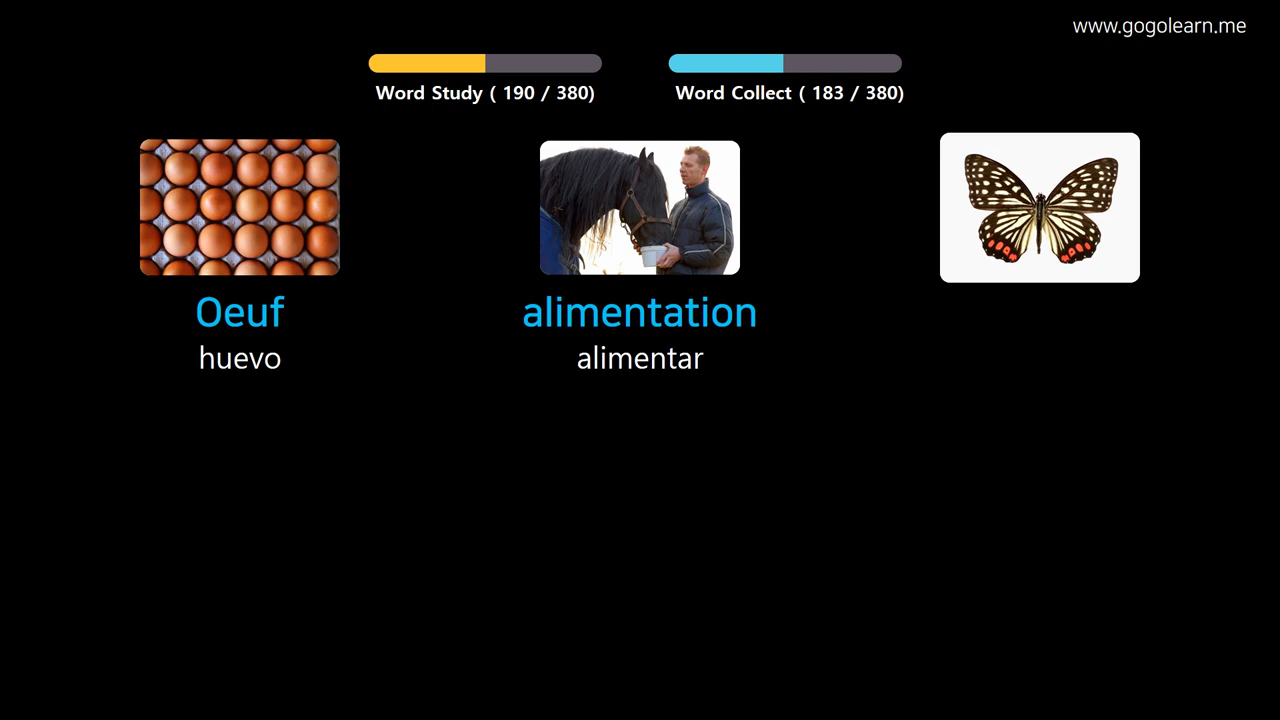 www.gogolearn.me
Word Study ( 190 / 380)
Word Collect ( 183 / 380)
Oeuf
huevo
alimentation
alimentar